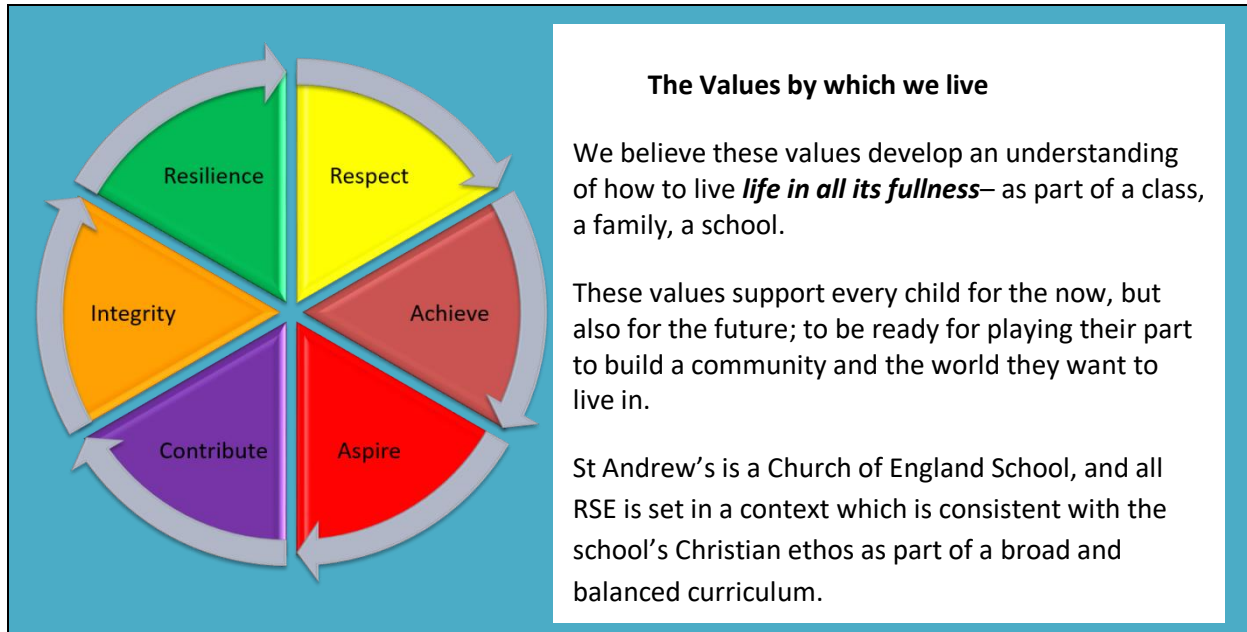 Resilience
Respect
Integrity
Achieve
Contribute
Aspire
The Values by which we live
We believe these values develop an understanding
of how to live life in all its fullness– as part of a class,
a family, a school.
These values support every child for the now, but
also for the future; to be ready for playing their part
to build a community and the world they want to
live in.
St Andrew’s is a Church of England School, and all
RSE is set in a context which is consistent with the
school’s Christian ethos as part of a broad and
balanced curriculum.